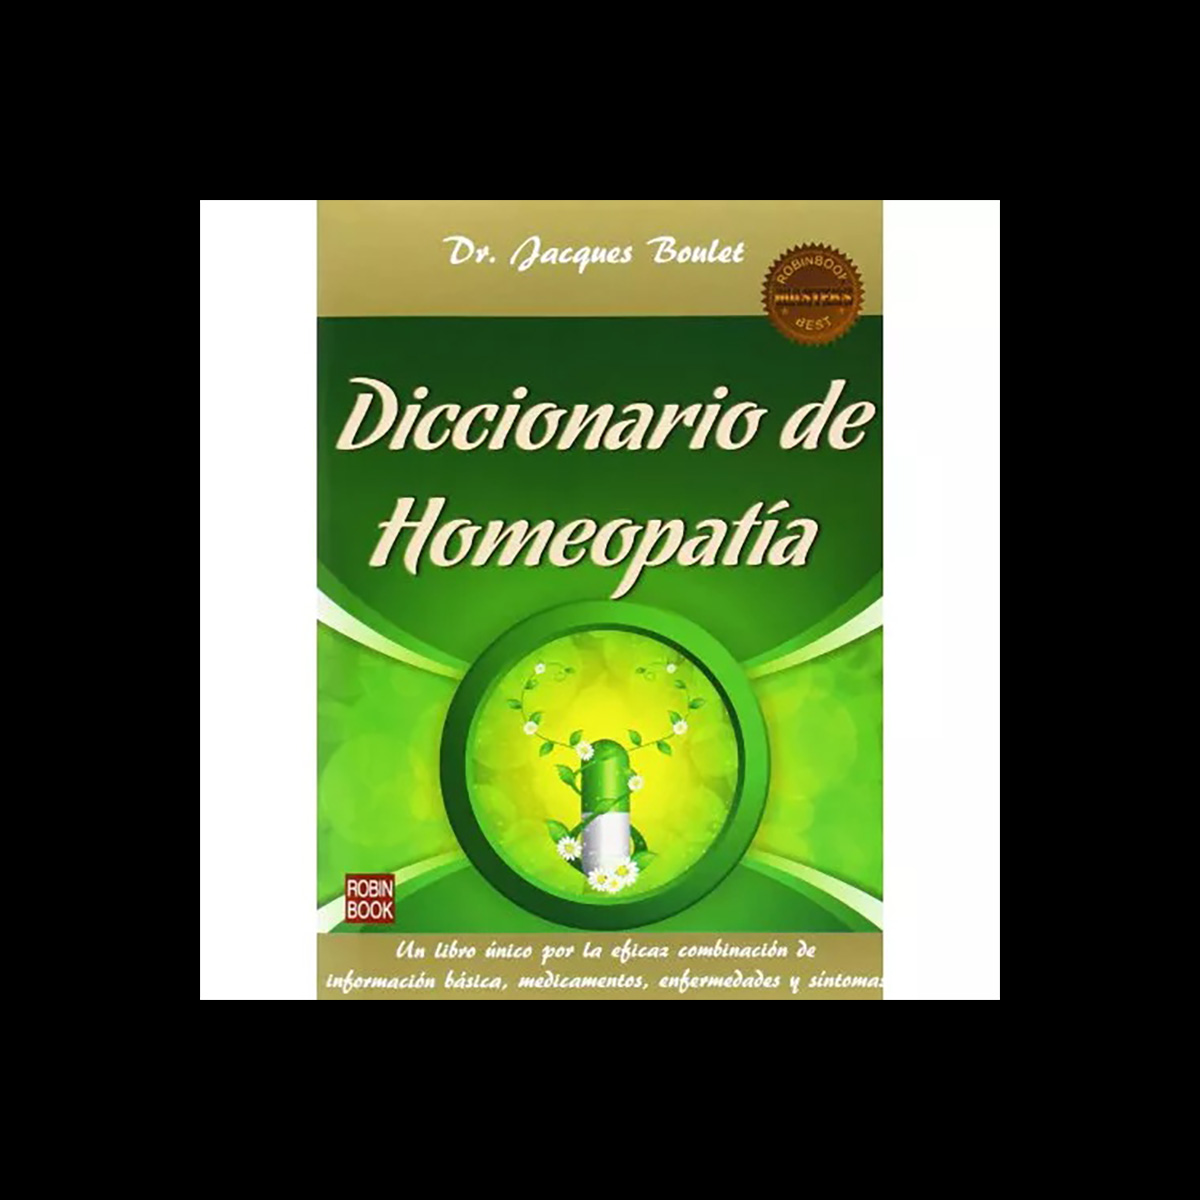 Dr. Jacques Boulet
ROBINBOOK
MASTERS
BEST
Diccionario de
Homeopatía
ROBIN
BOOK
Un libro único por la eficaz combinación de
información básica, medicamentos, enfermedades y síntomas